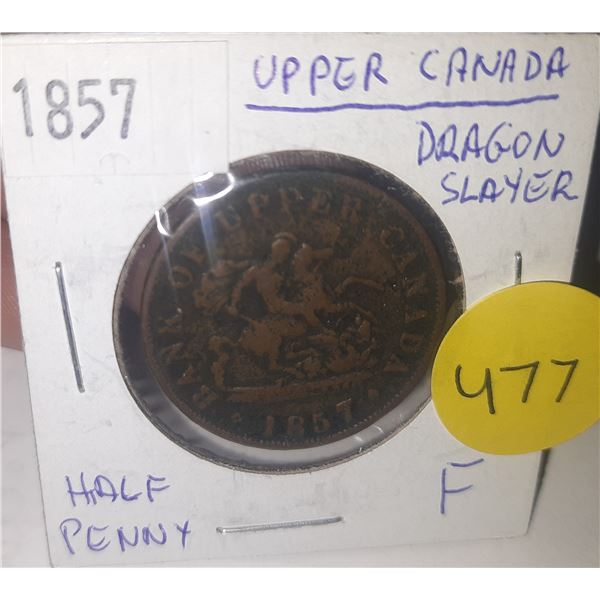 1857
UPPER CANADA
DRAGON
SLAYER
BANK OF UPPER CANADA
1857
477
HALF
PENNY
F